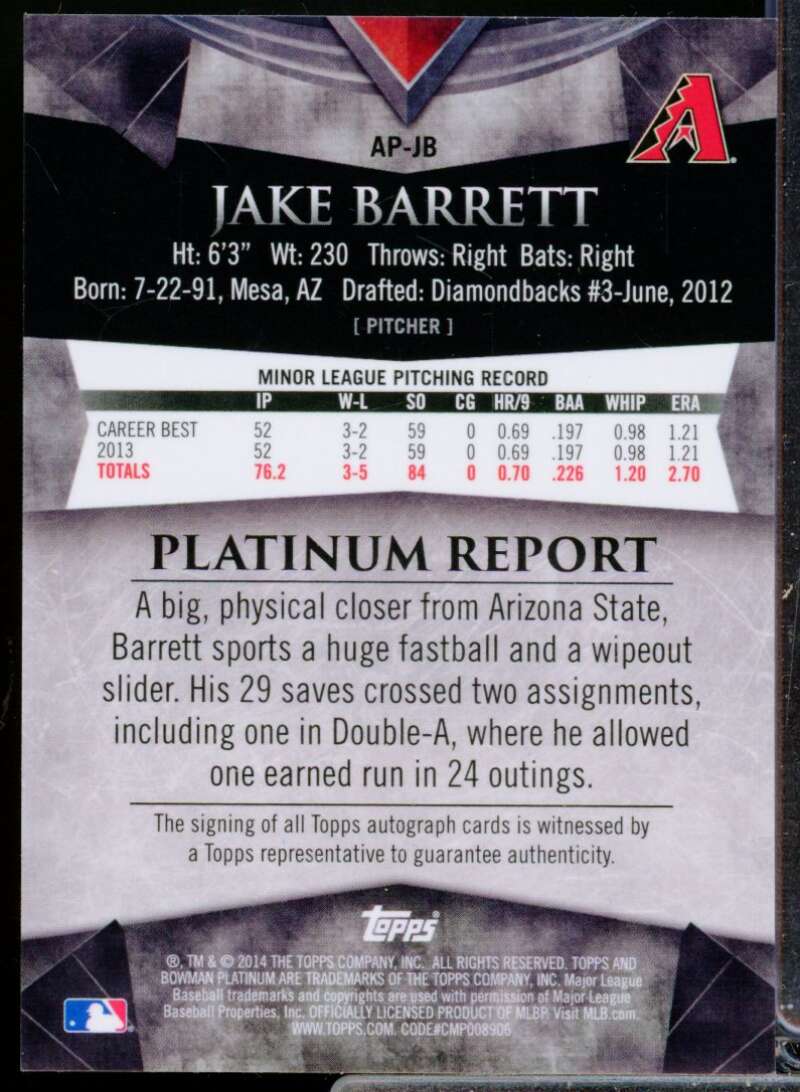 AP-JB
JAKE BARRETT
Ht: 6'3” Wt: 230 Throws: Right Bats: Right
Born: 7-22-91, Mesa, AZ Drafted: Diamondbacks #3-June, 2012
[ PITCHER ]
MINOR LEAGUE PITCHING RECORD
IP W-L SO CG HR/9 BAA WHIP ERA
CAREER BEST 52 3-2 59 0 0.69 .197 0.98 1.21
2013 52 3-2 59 0 0.69 .197 0.98 1.21
TOTALS 76.2 3-5 84 0 0.70 .226 1.20 2.70
PLATINUM REPORT
A big, physical closer from Arizona State,
Barrett sports a huge fastball and a wipeout
slider. His 29 saves crossed two assignments,
including one in Double-A, where he allowed
one earned run in 24 outings.
The signing of all Topps autograph cards is witnessed by
a Topps representative to guarantee authenticity.
topps®
®, TM & © 2014 THE TOPPS COMPANY, INC. ALL RIGHTS RESERVED. TOPPS AND
BOWMAN PLATINUM ARE TRADEMARKS OF THE TOPPS COMPANY, INC. Major League
Baseball trademarks and copyrights are used with permission of Major League
Baseball Properties, Inc. OFFICIALLY LICENSED PRODUCT OF MLBP. Visit MLB.com.
WWW.TOPPS.COM. CODE#CMP008906